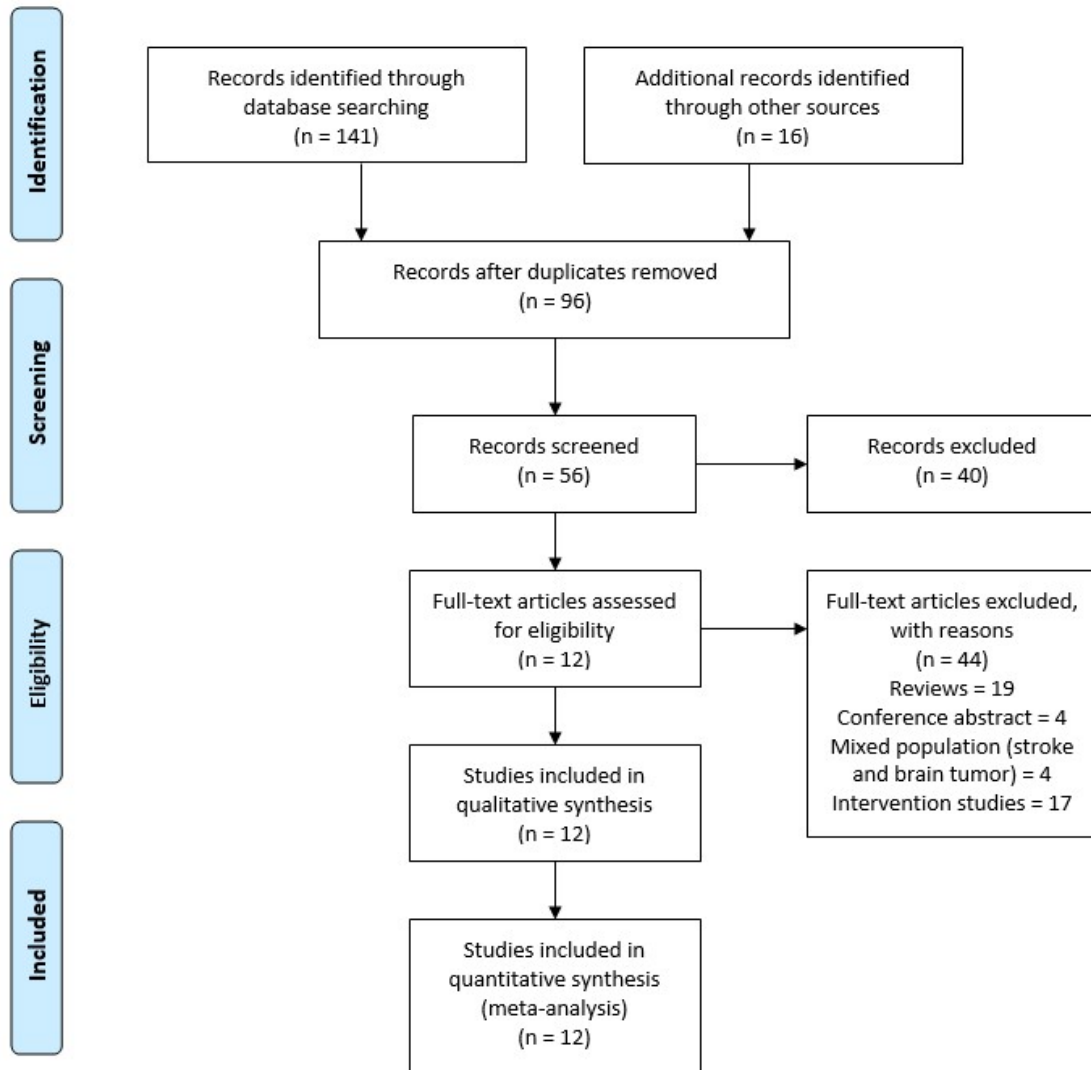 Identification
Records identified through
database searching
(n = 141)
Additional records identified
through other sources
(n = 16)
Records after duplicates removed
(n = 96)
Screening
Records screened
(n = 56)
Records excluded
(n = 40)
Eligibility
Full-text articles assessed
for eligibility
(n = 12)
Full-text articles excluded,
with reasons
(n = 44)
Reviews = 19
Conference abstract = 4
Mixed population (stroke
and brain tumor) = 4
Intervention studies = 17
Studies included in
qualitative synthesis
(n = 12)
Included
Studies included in
quantitative synthesis
(meta-analysis)
(n = 12)